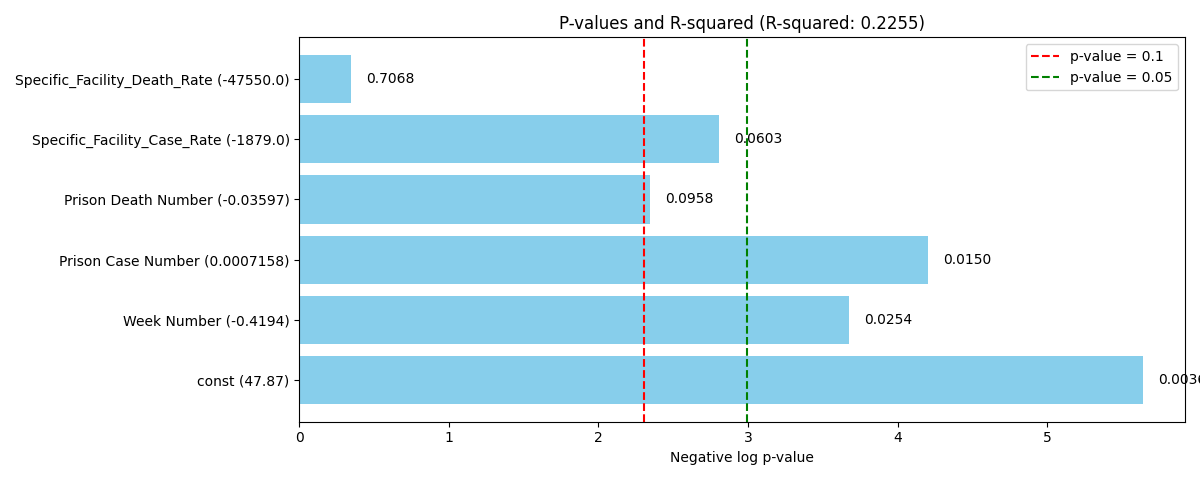 P-values and R-squared (R-squared: 0.2255)
p-value = 0.1
p-value = 0.05
Specific_Facility_Death_Rate (-47550.0)
0.7068
Specific_Facility_Case_Rate (-1879.0)
0.0603
Prison Death Number (-0.03597)
0.0958
Prison Case Number (0.0007158)
0.0150
Week Number (-0.4194)
0.0254
const (47.87)
0 1 2 3 4 5
Negative log p-value